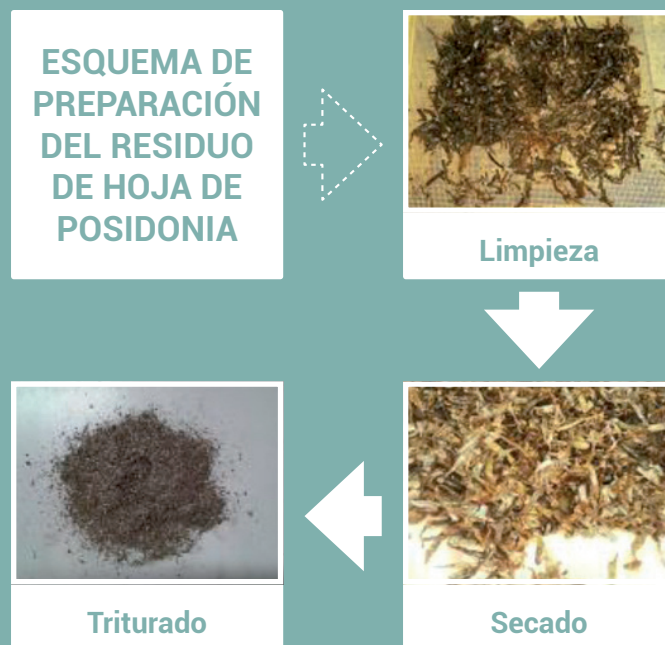 ESQUEMA DE
PREPARACIÓN
DEL RESIDUO
DE HOJA DE
POSIDONIA
Limpieza
Secado
Triturado